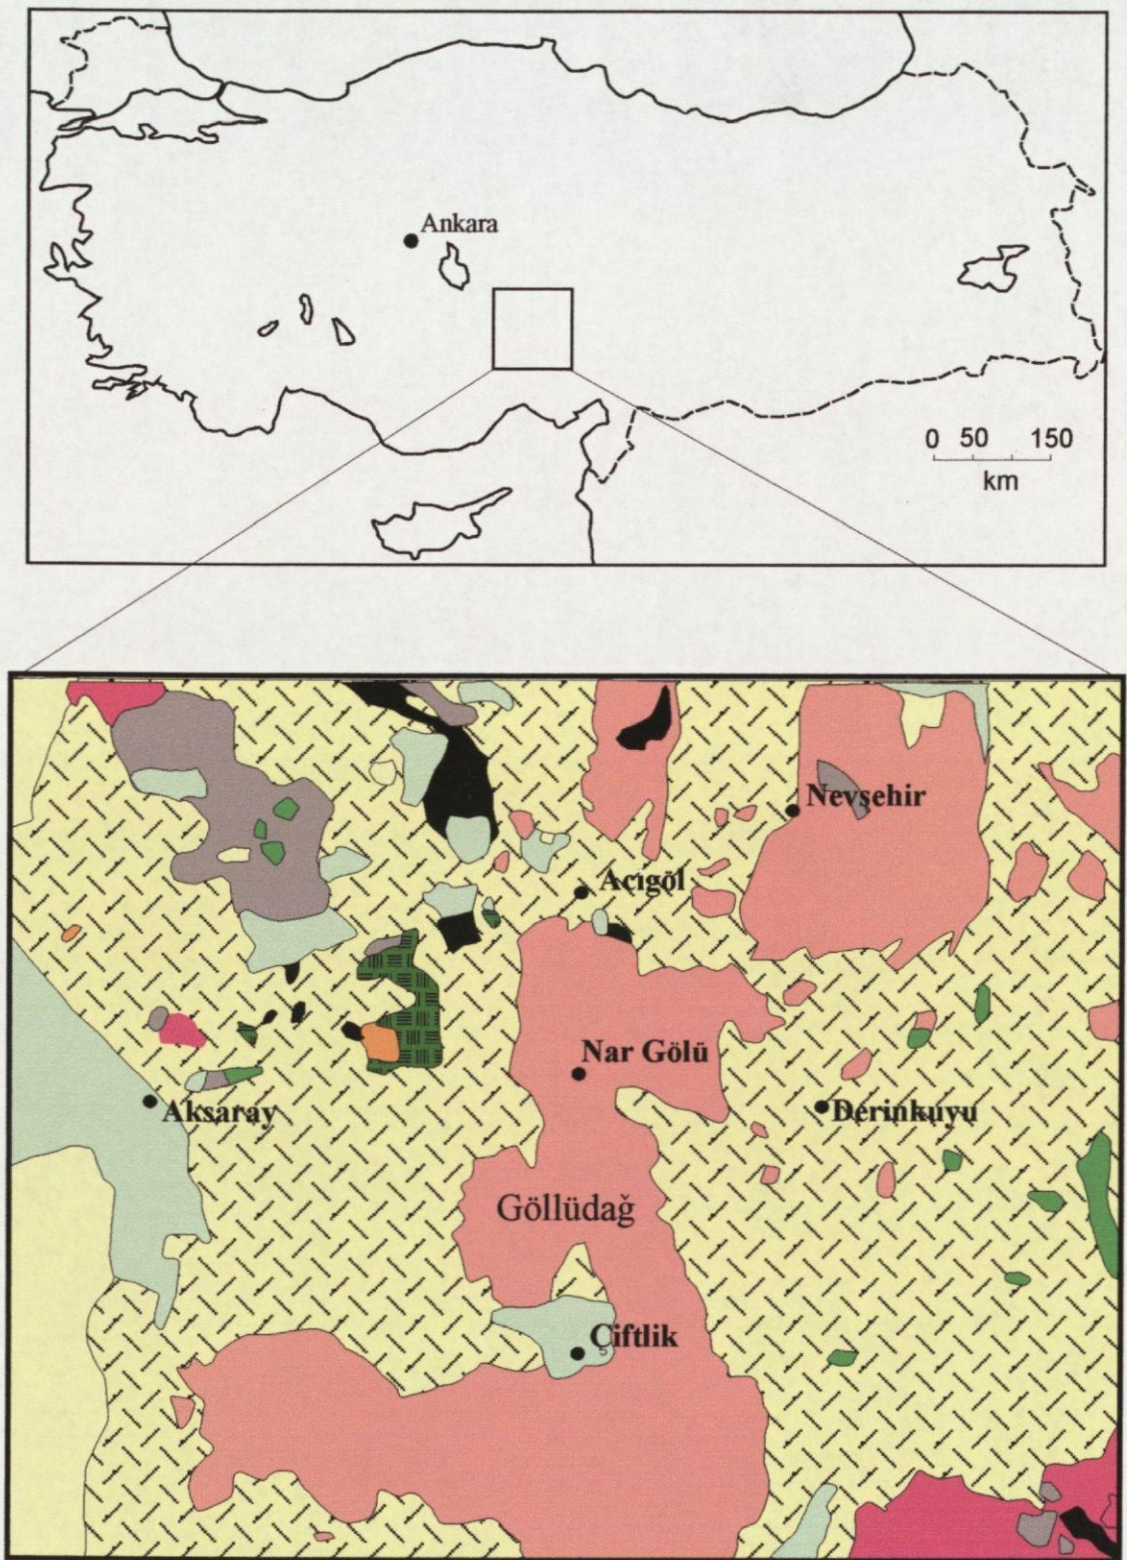 Ankara
0 50 150
km
Nevşehir
Acıgöl
Nar Gölü
Aksaray
Derinkuyu
Göllüdağ
Çiftlik